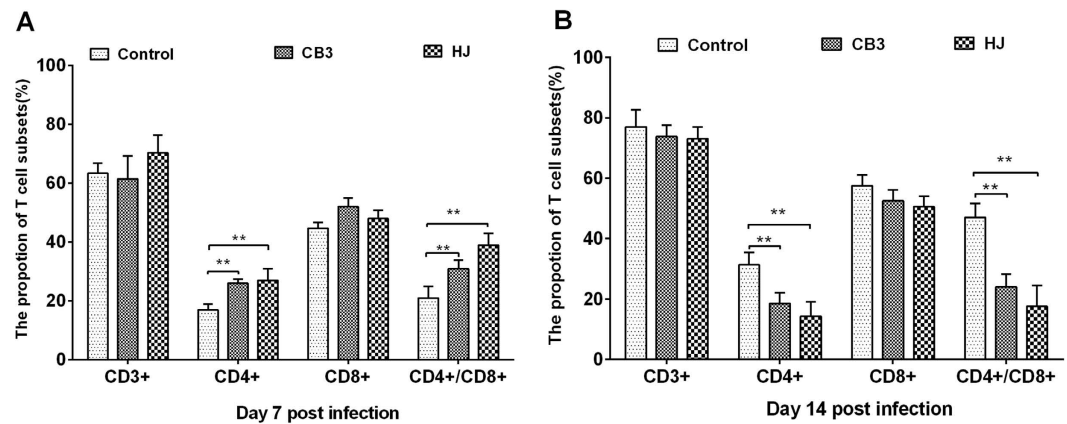 A
Control CB3 HJ
The propotion of T cell subsets(%)
100
80
60
40
20
0
** ** ** **
CD3+ CD4+ CD8+ CD4+/CD8+
Day 7 post infection
B
Control CB3 HJ
The propotion of T cell subsets(%)
100
80
60
40
20
0
** ** ** **
CD3+ CD4+ CD8+ CD4+/CD8+
Day 14 post infection